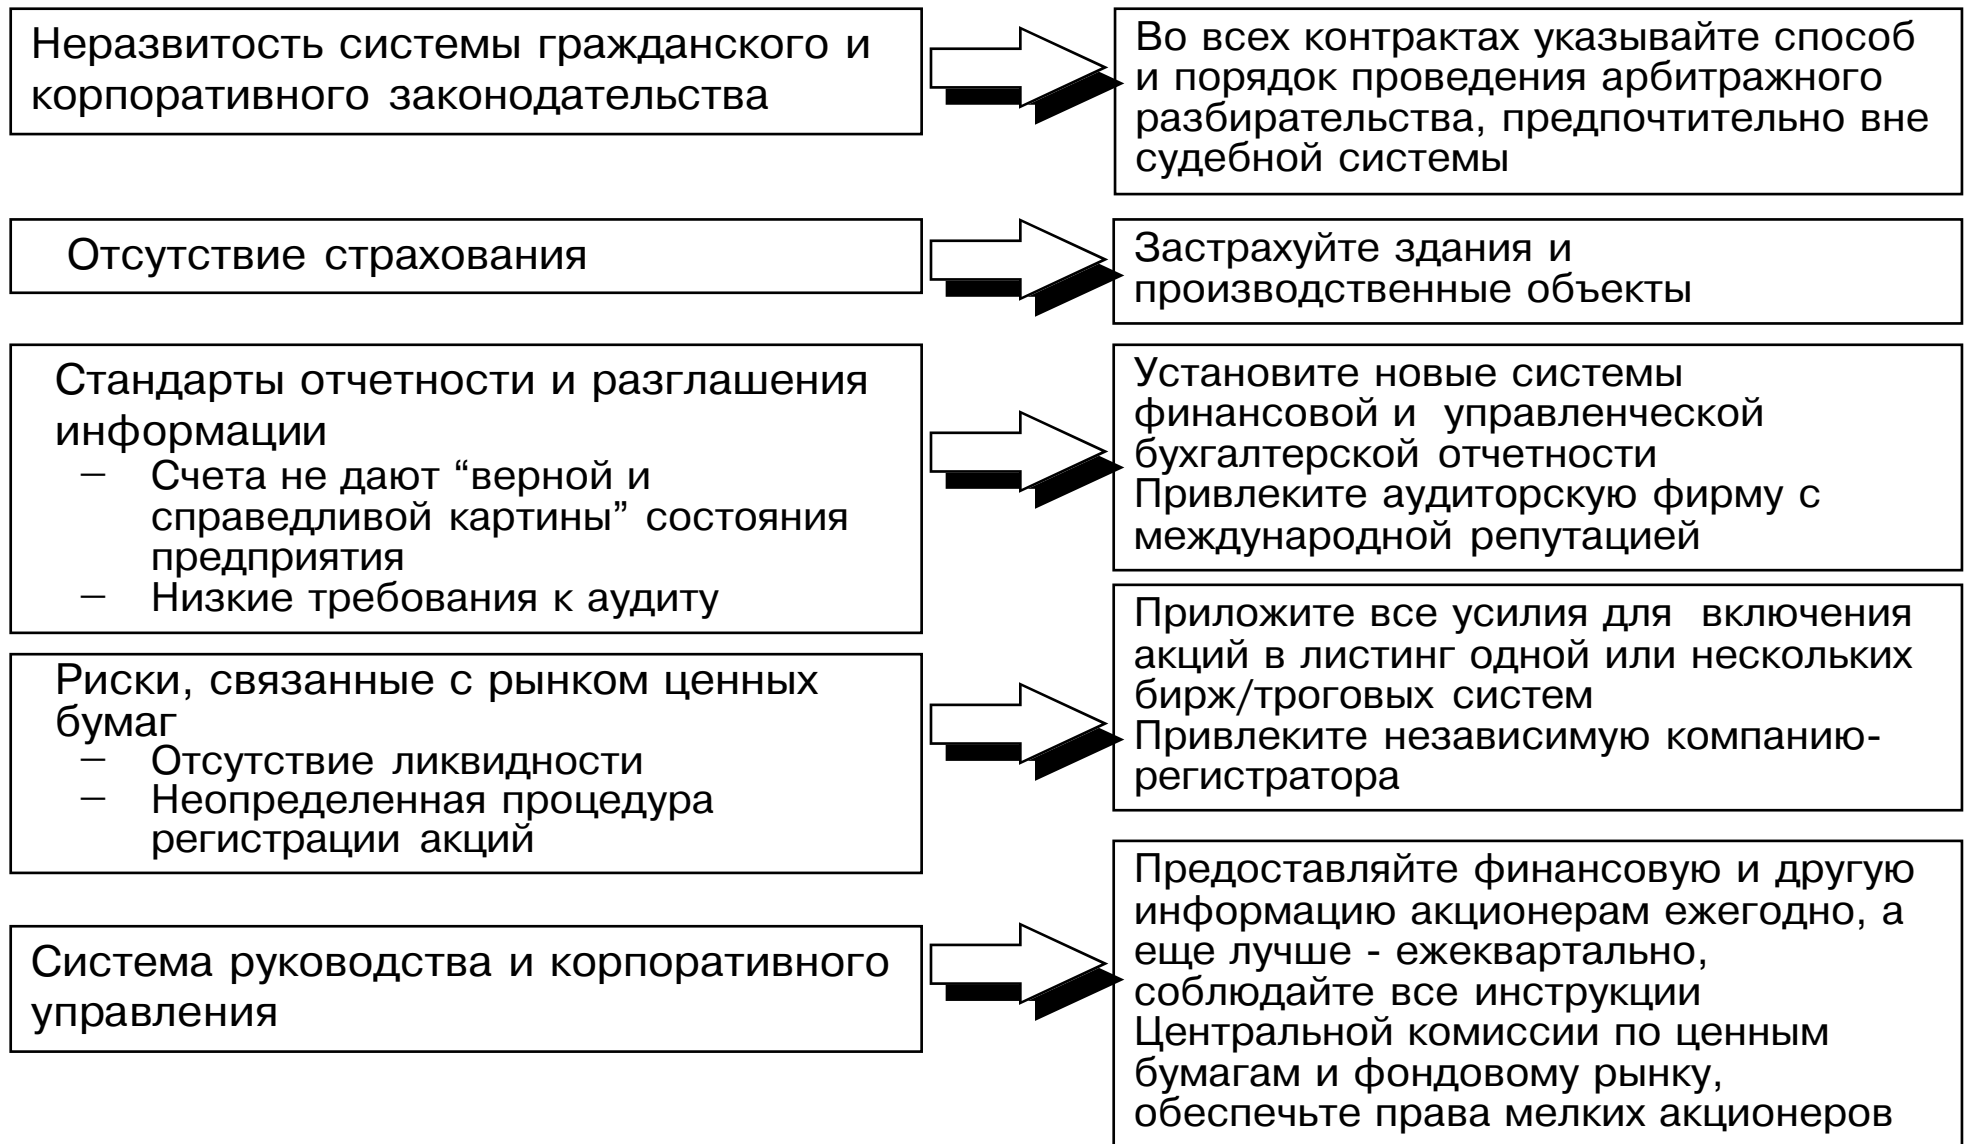 Неразвитость системы гражданского и
корпоративного законодательства
Во всех контрактах указывайте способ
и порядок проведения арбитражного
разбирательства, предпочтительно вне
судебной системы
Отсутствие страхования
Застрахуйте здания и
производственные объекты
Стандарты отчетности и разглашения
информации
– Счета не дают “верной и
справедливой картины” состояния
предприятия
– Низкие требования к аудиту
Установите новые системы
финансовой и управленческой
бухгалтерской отчетности
Привлеките аудиторскую фирму с
международной репутацией
Риски, связанные с рынком ценных
бумаг
– Отсутствие ликвидности
– Неопределенная процедура
регистрации акций
Приложите все усилия для включения
акций в листинг одной или нескольких
бирж/троговых систем
Привлеките независимую компанию-
регистратора
Система руководства и корпоративного
управления
Предоставляйте финансовую и другую
информацию акционерам ежегодно, а
еще лучше - ежеквартально,
соблюдайте все инструкции
Центральной комиссии по ценным
бумагам и фондовому рынку,
обеспечьте права мелких акционеров